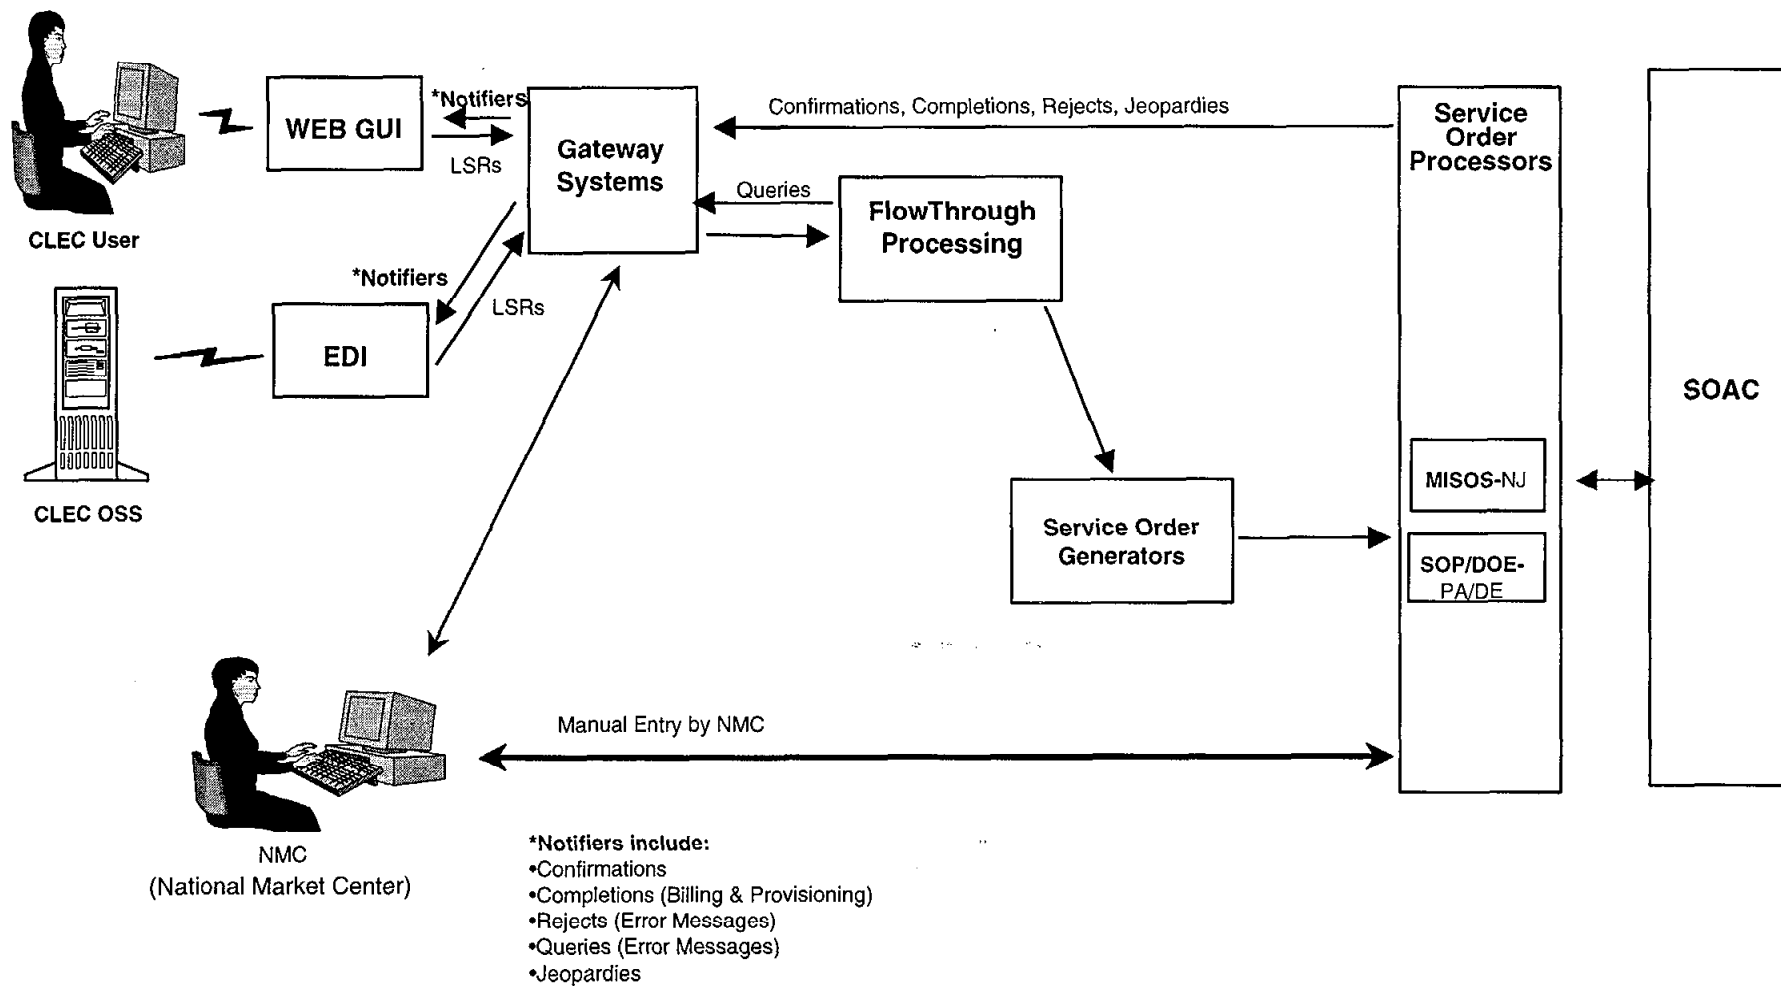 *Notifiers
WEB GUI
LSRs
CLEC User
Gateway
Systems
Confirmations, Completions, Rejects, Jeopardies
Queries
FlowThrough
Processing
Service
Order
Processors
*Notifiers
LSRs
EDI
CLEC OSS
SOAC
MISOS-NJ
Service Order
Generators
SOP/DOE-
PA/DE
Manual Entry by NMC
NMC
(National Market Center)
*Notifiers include:
•Confirmations
•Completions (Billing & Provisioning)
•Rejects (Error Messages)
•Queries (Error Messages)
•Jeopardies